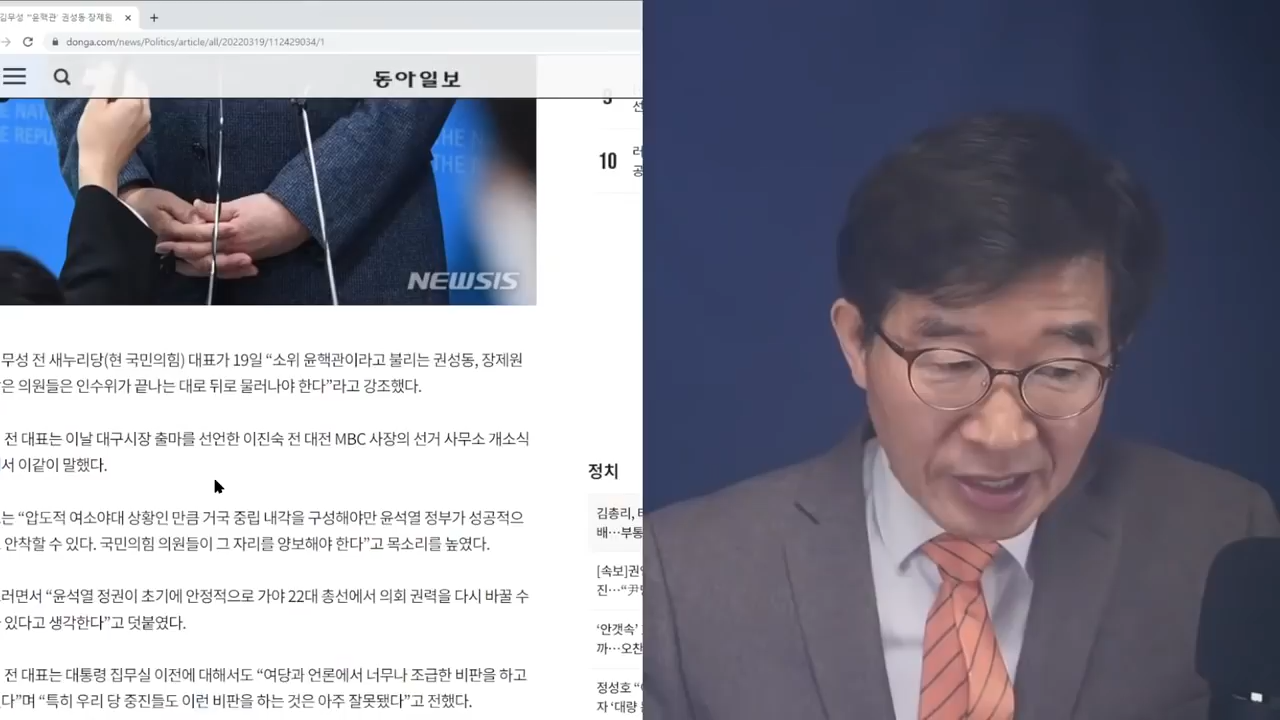 김무성 "'윤핵관' 권성동·장제원
donga.com/news/Politics/article/all/20220319/112429034/1
동아일보
9
선
10
러
공
NEWSIS
무성 전 새누리당(현 국민의힘) 대표가 19일 “소위 윤핵관이라고 불리는 권성동, 장제원
은 의원들은 인수위가 끝나는 대로 뒤로 물러나야 한다”라고 강조했다.
전 대표는 이날 대구시장 출마를 선언한 이진숙 전 대전 MBC 사장의 선거 사무소 개소식
서 이같이 말했다.
는 “압도적 여소야대 상황인 만큼 거국 중립 내각을 구성해야만 윤석열 정부가 성공적으
안착할 수 있다. 국민의힘 의원들이 그 자리를 양보해야 한다”고 목소리를 높였다.
러면서 “윤석열 정권이 초기에 안정적으로 가야 22대 총선에서 의회 권력을 다시 바꿀 수
있다고 생각한다”고 덧붙였다.
전 대표는 대통령 집무실 이전에 대해서도 “여당과 언론에서 너무나 조급한 비판을 하고
다”며 “특히 우리 당 중진들도 이런 비판을 하는 것은 아주 잘못됐다”고 전했다.
정치
김총리,
배…부통
[속보]권
진…“尹
‘안갯속’
까…오찬
정성호 “
자 ‘대량